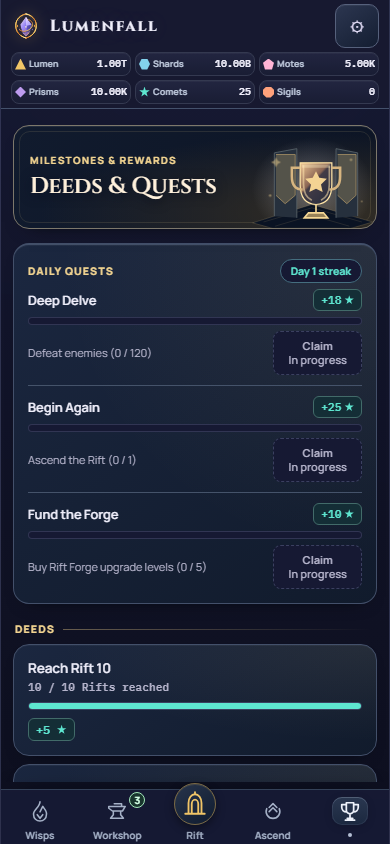 Lumenfall
Lumen 1.00T
Shards 10.00B
Motes 5.00K
Prisms 10.00K
Comets 25
Sigils 0
MILESTONES & REWARDS
Deeds & Quests
DAILY QUESTS
Day 1 streak
Deep Delve
+18 ★
Defeat enemies (0 / 120)
Claim
In progress
Begin Again
+25 ★
Ascend the Rift (0 / 1)
Claim
In progress
Fund the Forge
+10 ★
Buy Rift Forge upgrade levels (0 / 5)
Claim
In progress
DEEDS
Reach Rift 10
10 / 10 Rifts reached
+5 ★
Wisps
Workshop
3
Rift
Ascend